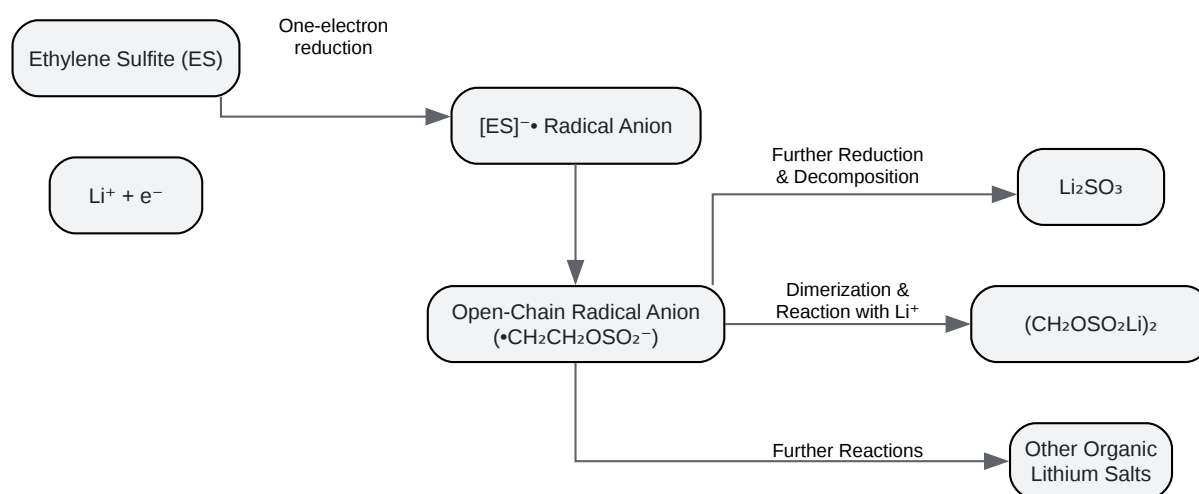 Ethylene Sulfite (ES)
One-electron
reduction
Li⁺ + e⁻
[ES]⁻• Radical Anion
Open-Chain Radical Anion
(•CH₂CH₂OSO₂⁻)
Further Reduction
& Decomposition
Li₂SO₃
Dimerization &
Reaction with Li⁺
(CH₂OSO₂Li)₂
Further Reactions
Other Organic
Lithium Salts